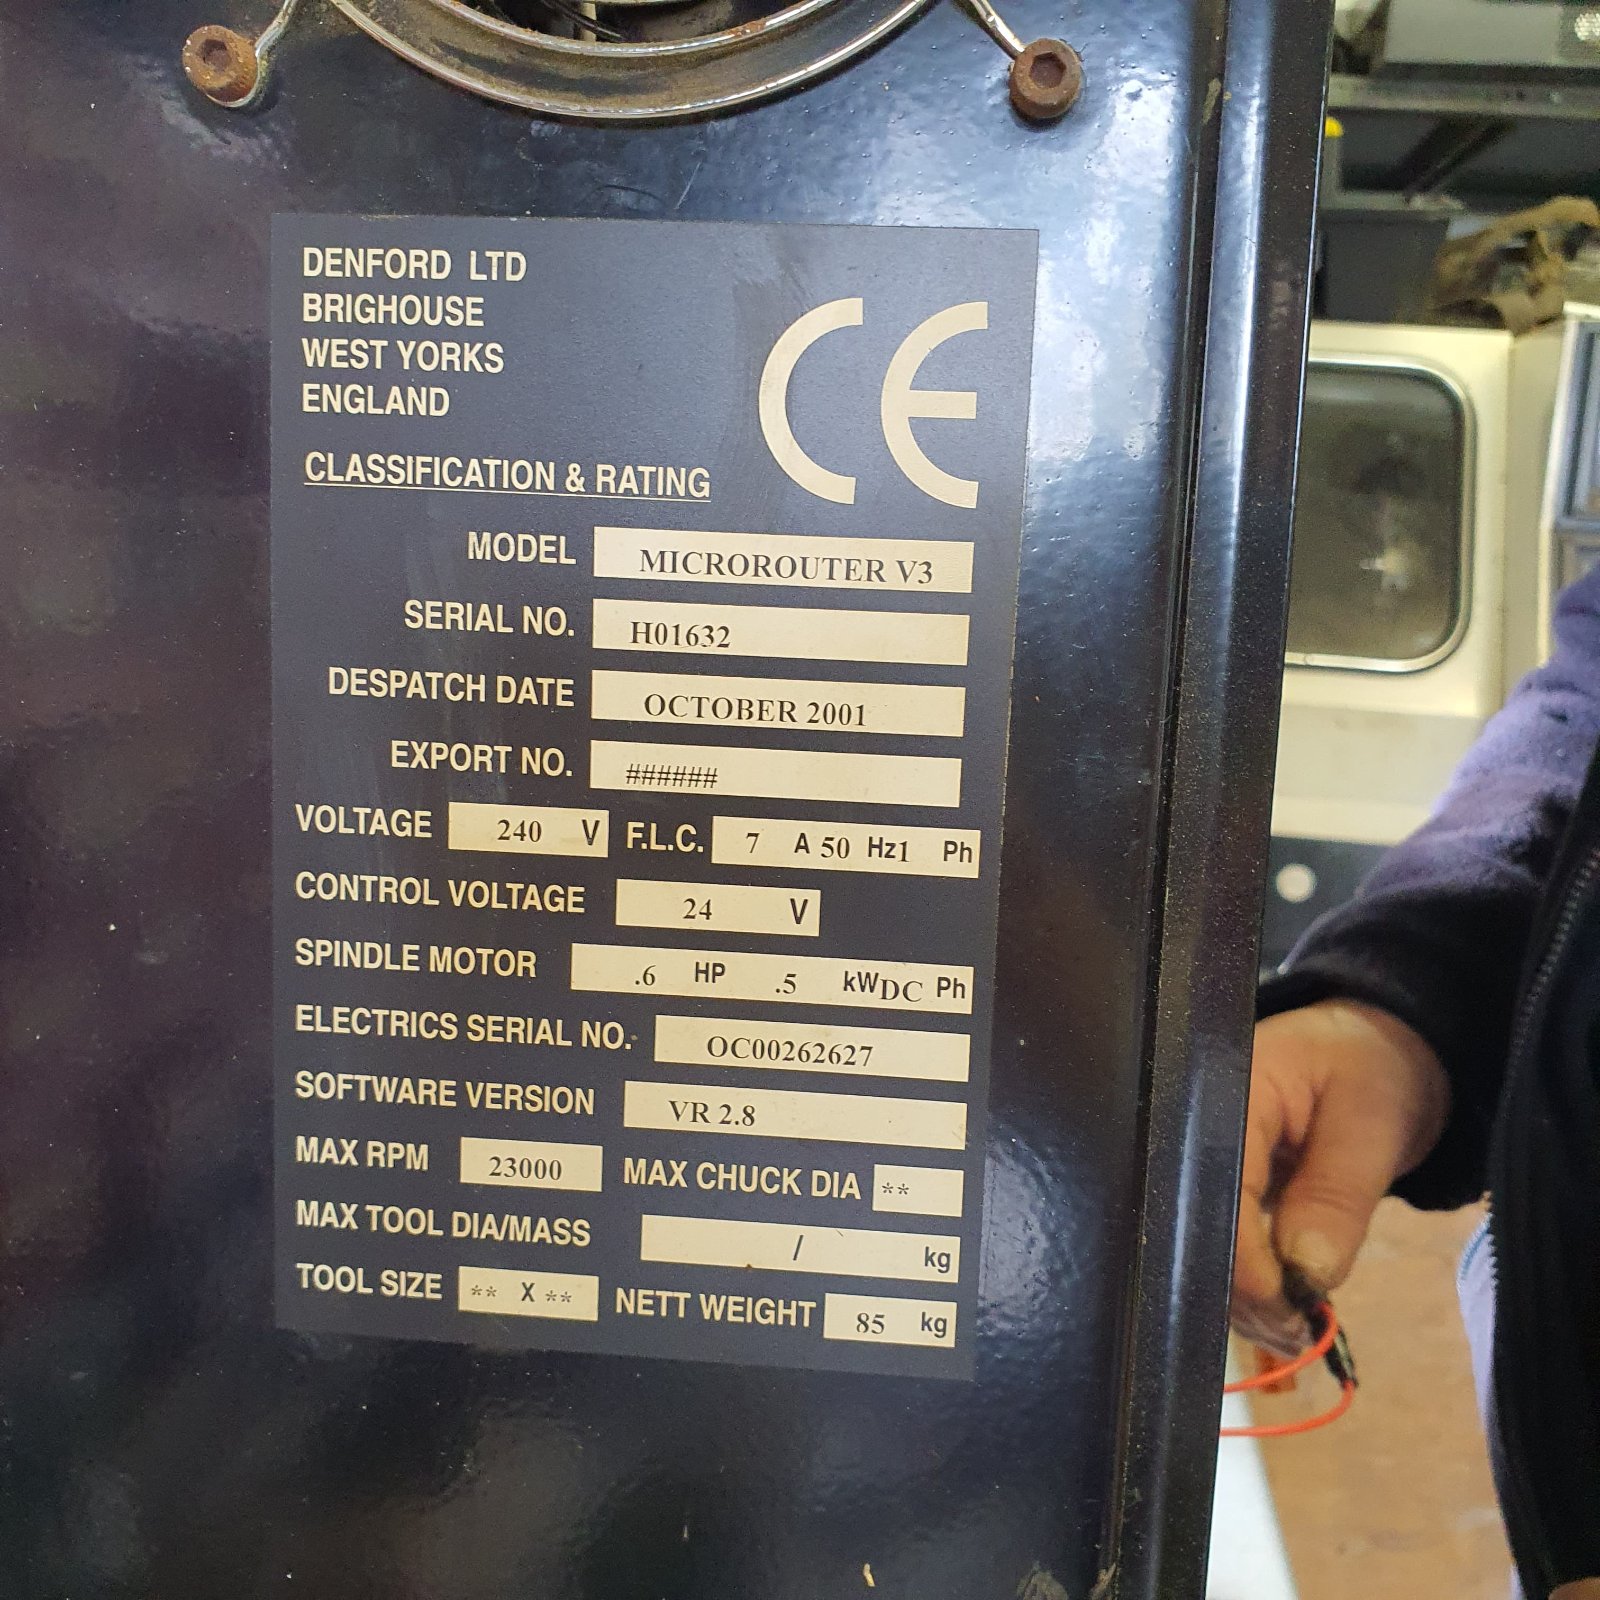 DENFORD LTD
BRIGHOUSE
WEST YORKS
ENGLAND
CE
CLASSIFICATION & RATING
MODEL MICROROUTER V3
SERIAL NO. H01632
DESPATCH DATE OCTOBER 2001
EXPORT NO. ######
VOLTAGE 240 V F.L.C. 7 A 50 Hz1 Ph
CONTROL VOLTAGE 24 V
SPINDLE MOTOR .6 HP .5 kWDC Ph
ELECTRICS SERIAL NO. OC00262627
SOFTWARE VERSION VR 2.8
MAX RPM 23000 MAX CHUCK DIA **
MAX TOOL DIA/MASS / kg
TOOL SIZE ** X ** NETT WEIGHT 85 kg